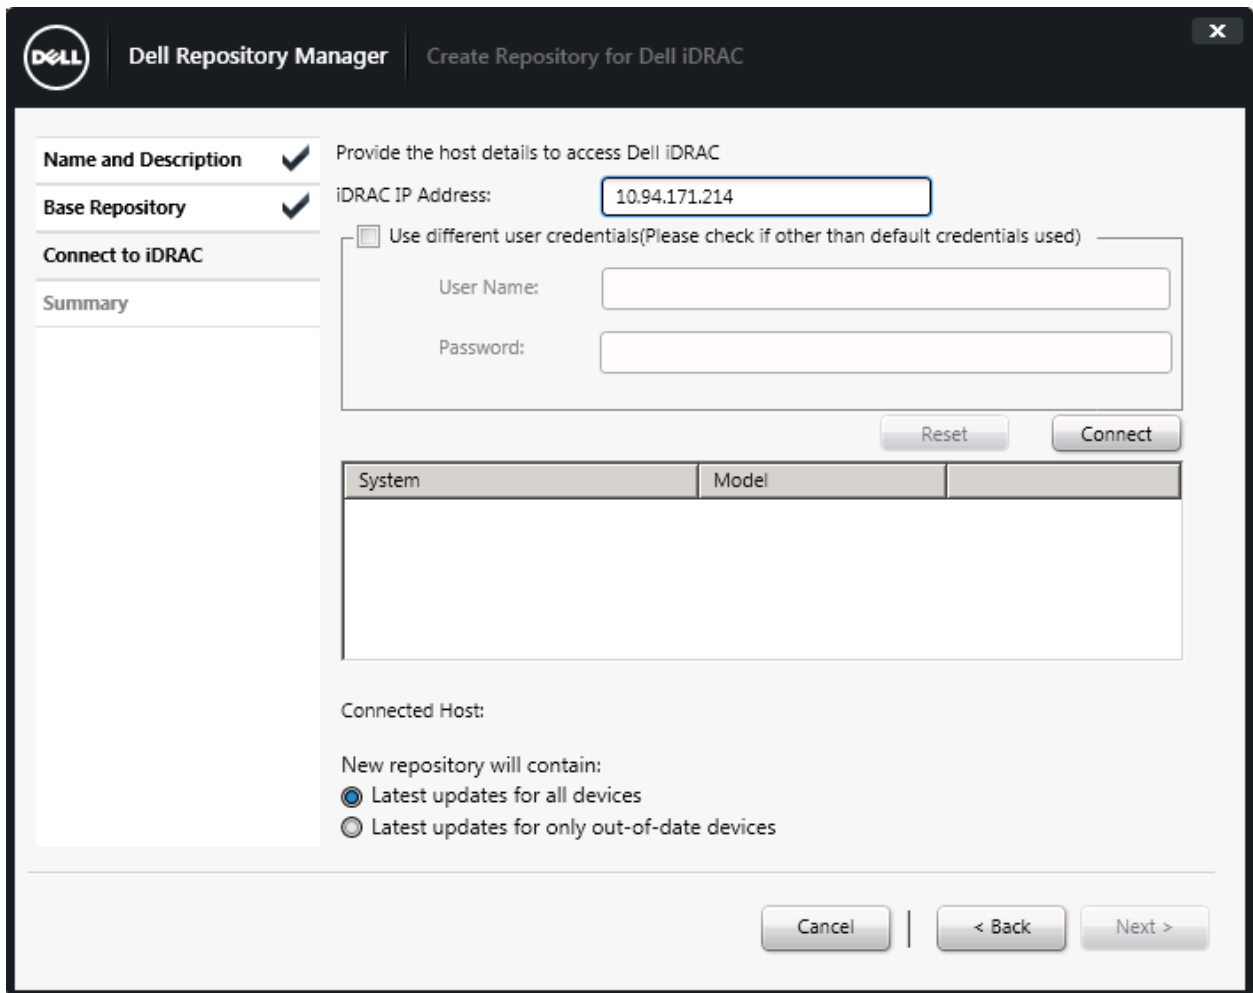 DELL Dell Repository Manager Create Repository for Dell iDRAC X
Name and Description
Base Repository
Connect to iDRAC
Summary
Provide the host details to access Dell iDRAC
iDRAC IP Address: 10.94.171.214
Use different user credentials(Please check if other than default credentials used)
User Name:
Password:
Reset Connect
System Model
Connected Host:
New repository will contain:
Latest updates for all devices
Latest updates for only out-of-date devices
Cancel < Back Next >